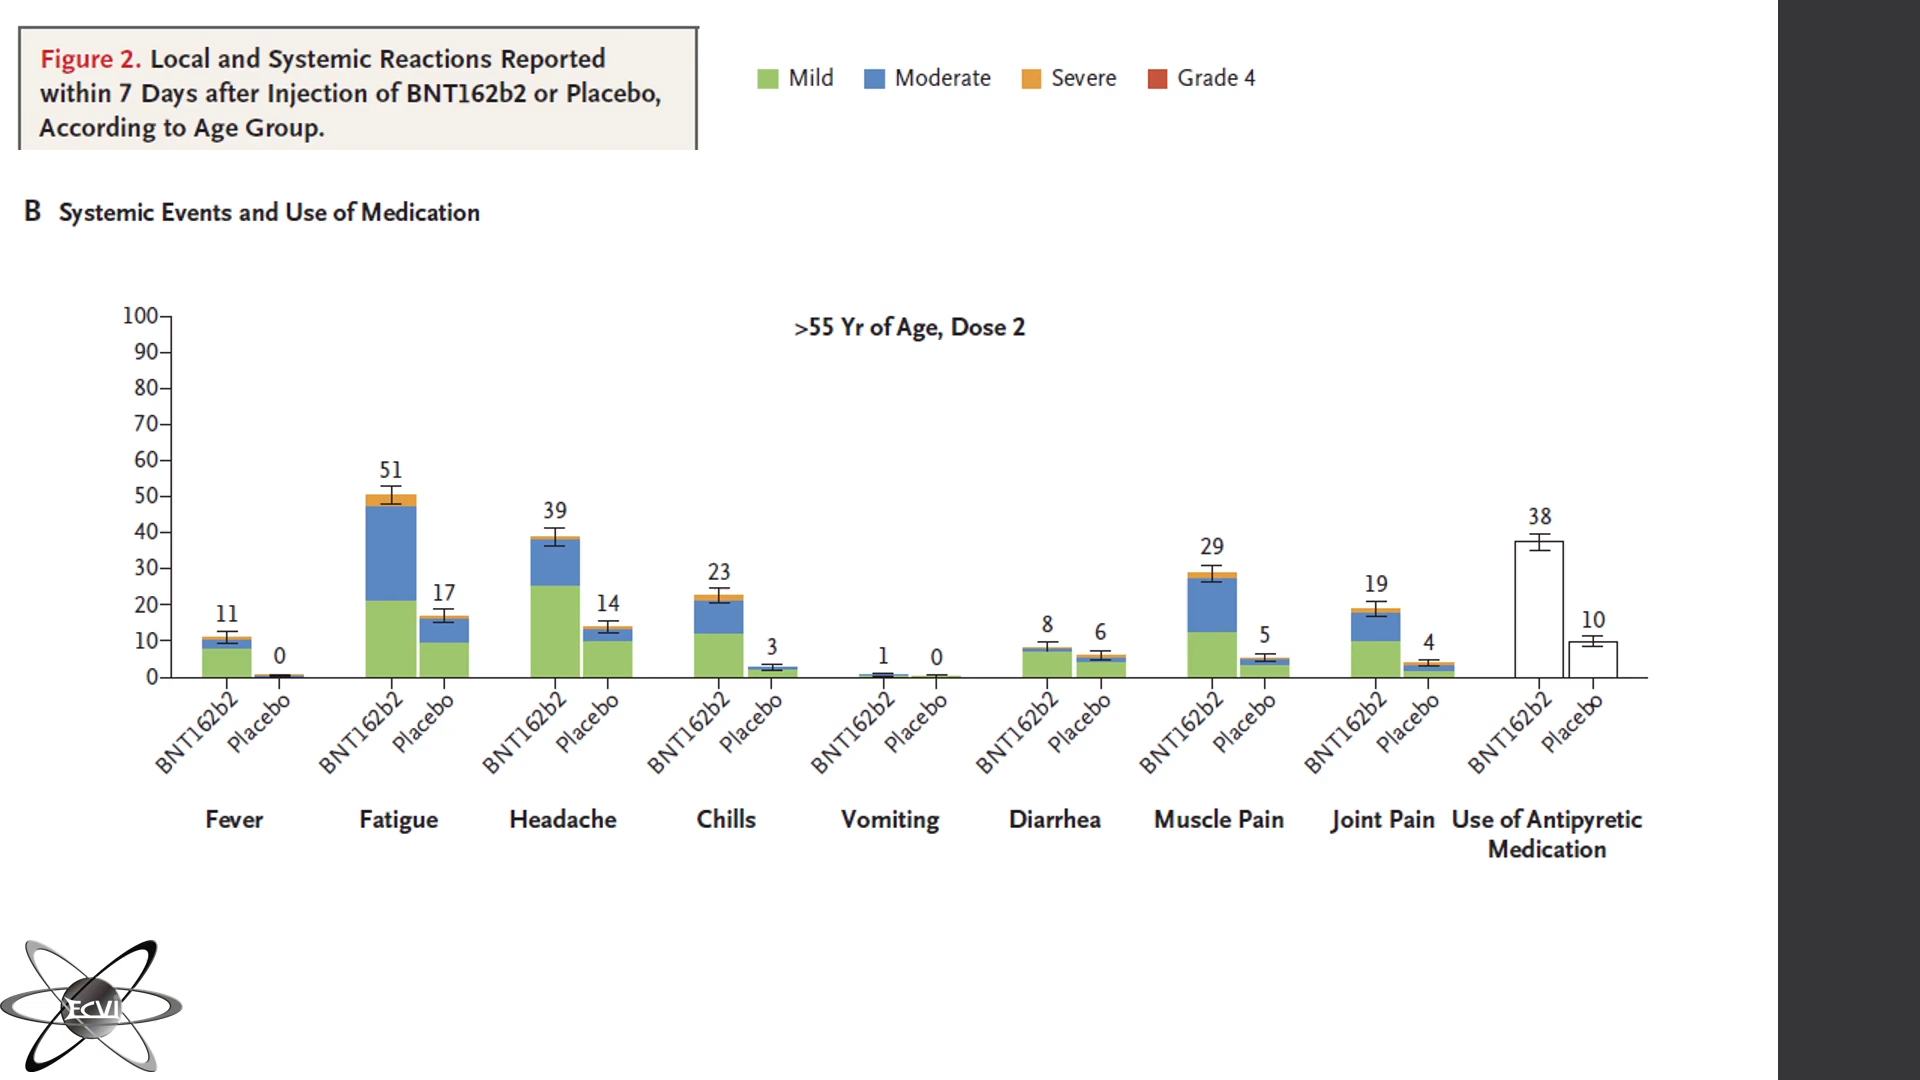 Figure 2. Local and Systemic Reactions Reported
within 7 Days after Injection of BNT162b2 or Placebo,
According to Age Group.
Mild Moderate Severe Grade 4
B Systemic Events and Use of Medication
>55 Yr of Age, Dose 2
100
90
80
70
60
50
40
30
20
10
0
11 0 51 17 39 14 23 3 1 0 8 6 29 5 19 4 38 10
BNT162b2 Placebo BNT162b2 Placebo BNT162b2 Placebo BNT162b2 Placebo BNT162b2 Placebo BNT162b2 Placebo BNT162b2 Placebo BNT162b2 Placebo BNT162b2 Placebo
Fever Fatigue Headache Chills Vomiting Diarrhea Muscle Pain Joint Pain Use of Antipyretic
Medication
ECVI